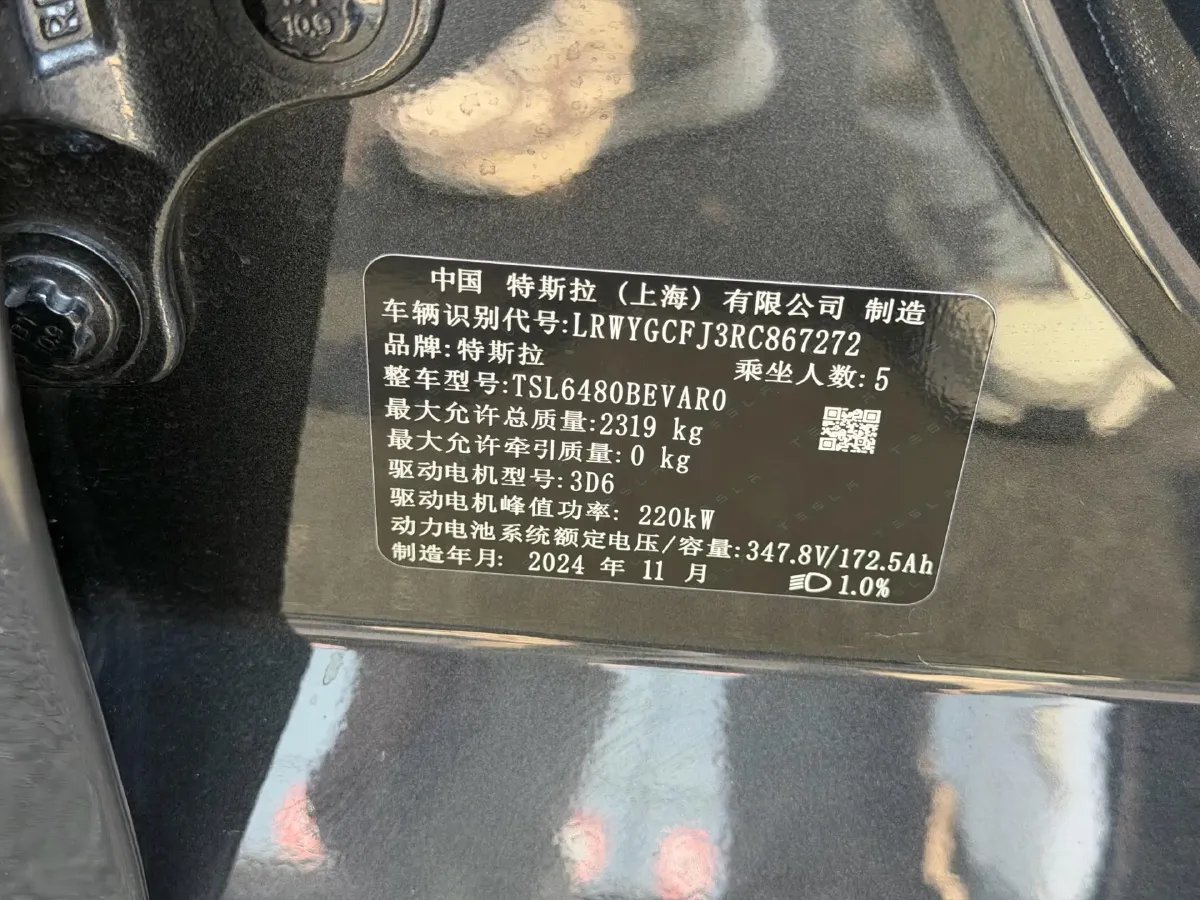 10.9
中国 特斯拉（上海）有限公司 制造
车辆识别代号:LRWYGCFJ3RC867272
品牌:特斯拉
乘坐人数:5
整车型号:TSL6480BEVAR0
最大允许总质量:2319 kg
最大允许牵引质量:0 kg
驱动电机型号:3D6
驱动电机峰值功率: 220kW
动力电池系统额定电压/容量:347.8V/172.5Ah
制造年月: 2024 年 11 月
1.0%
TESLA